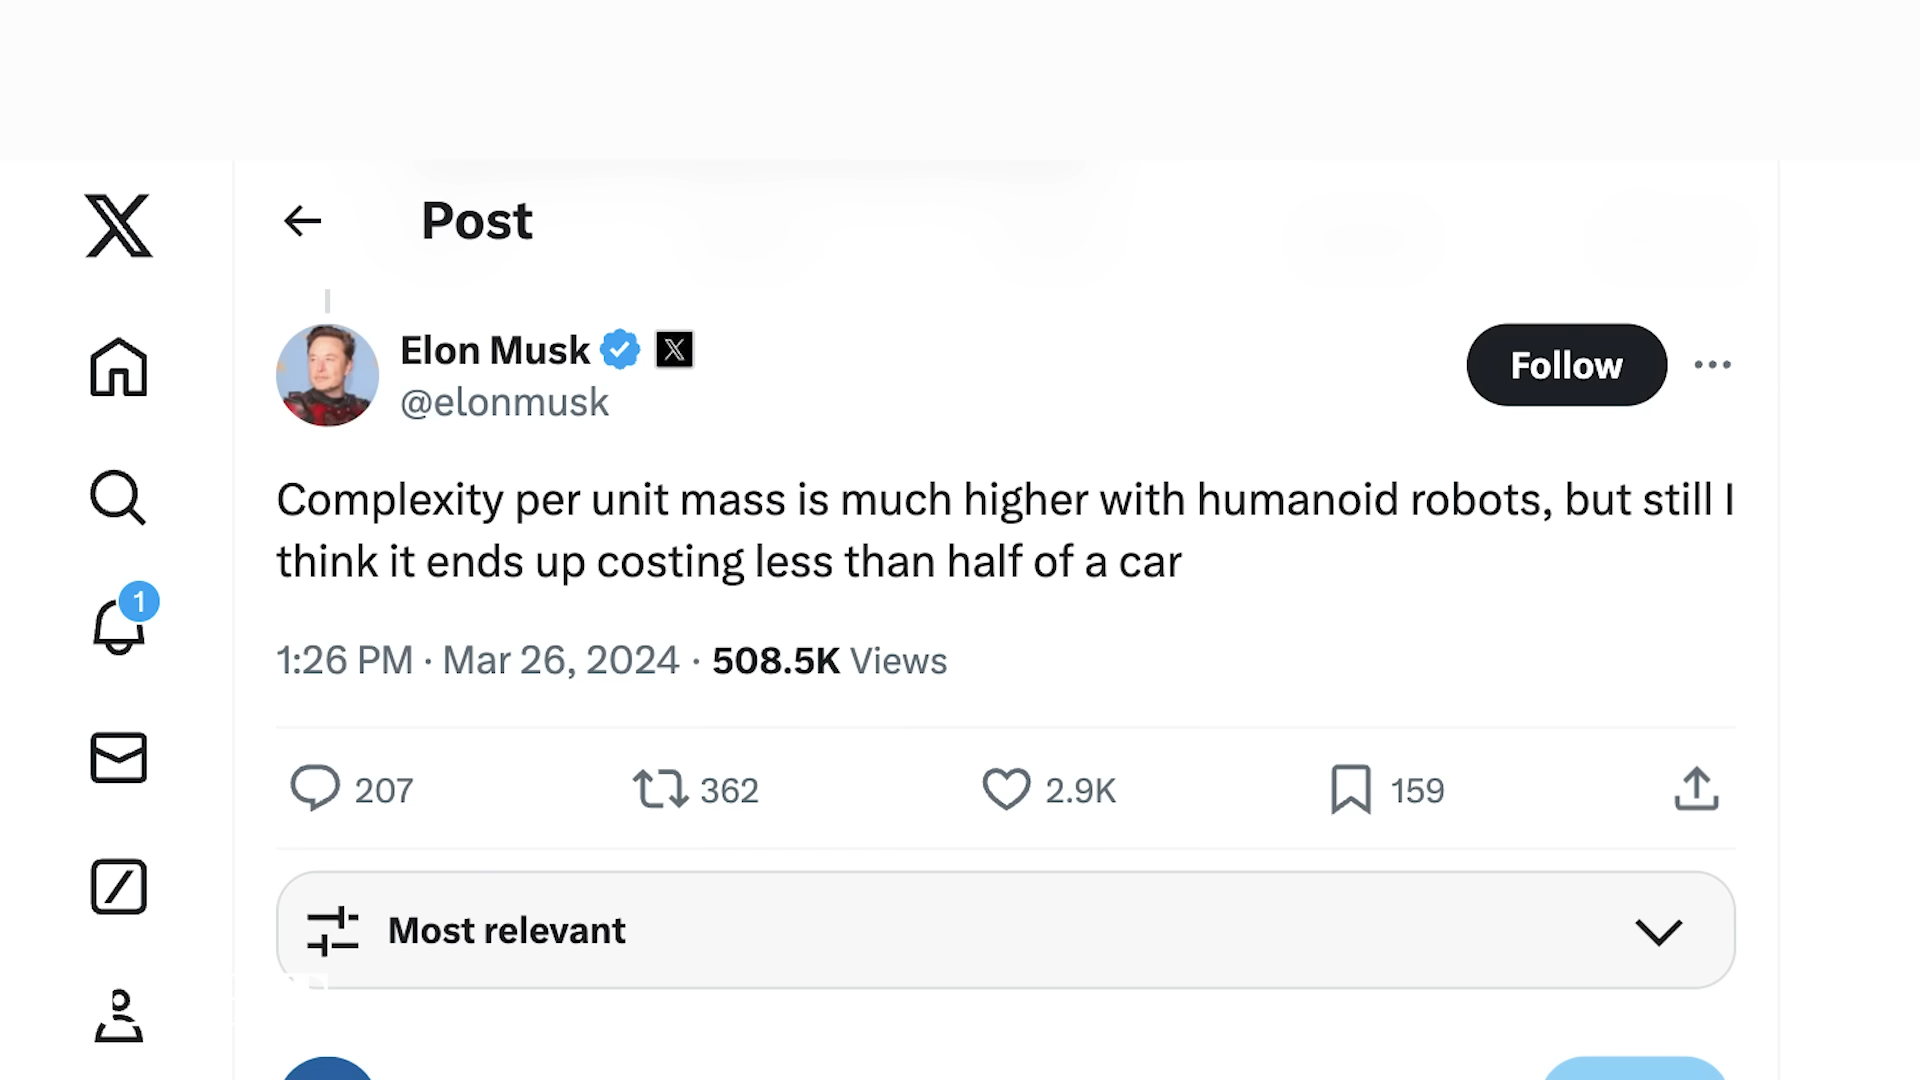 Post
Elon Musk
@elonmusk
Follow
Complexity per unit mass is much higher with humanoid robots, but still I
think it ends up costing less than half of a car
1
1:26 PM · Mar 26, 2024 · 508.5K Views
207 362 2.9K 159
Most relevant